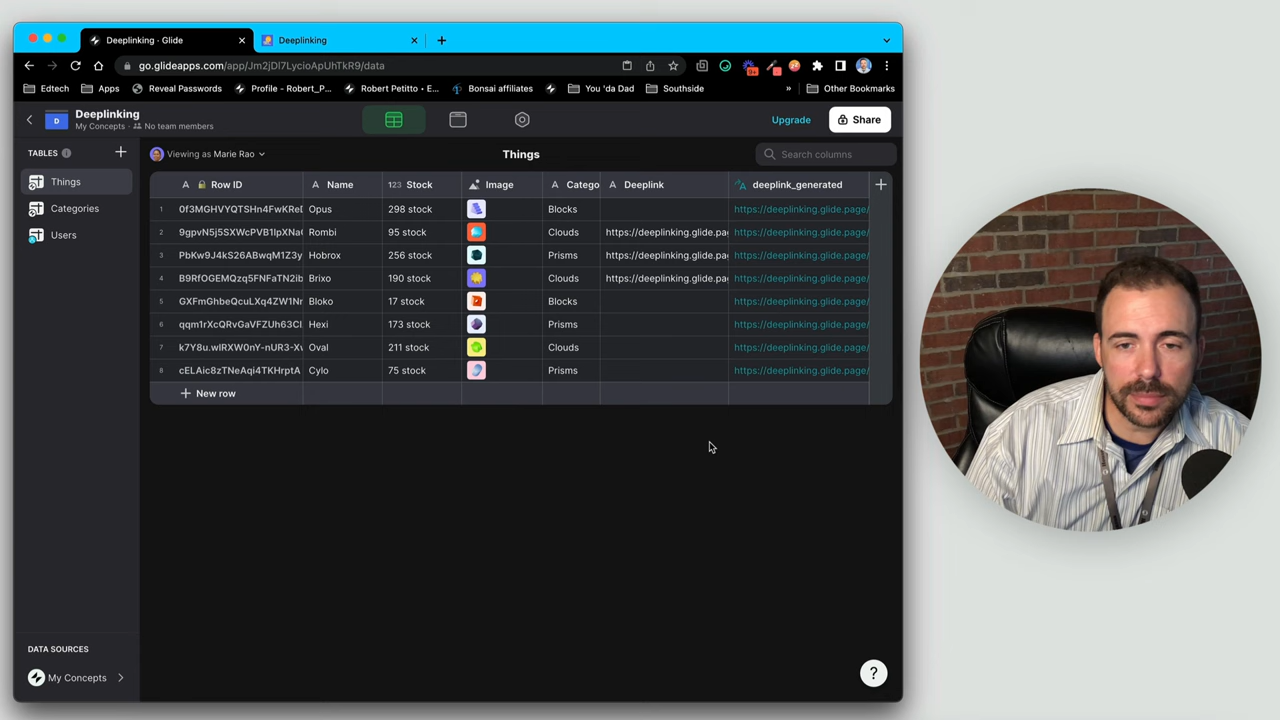 Deeplinking · Glide
Deeplinking
go.glideapps.com/app/Jm2jDl7LycioApUhTkR9/data
9+
Edtech Apps Reveal Passwords Profile - Robert_P... Robert Petitto • E... Bonsai affiliates You 'da Dad Southside » Other Bookmarks
D Deeplinking
My Concepts · No team members
Upgrade Share
TABLES
Viewing as Marie Rao Things Search columns
Things
Categories
Users
Row ID Name 123 Stock Image Catego Deeplink deeplink_generated
1 0f3MGHVYQTSHn4FwKRe Opus 298 stock Blocks https://deeplinking.glide.page/
2 9gpvN5j5SXWcPVB1lpXNa Rombi 95 stock Clouds https://deeplinking.glide.pa https://deeplinking.glide.page/
3 PbKw9J4kS26ABwqM1Z3y Hobrox 256 stock Prisms https://deeplinking.glide.pa https://deeplinking.glide.page/
4 B9RfOGEMQzq5FNFaTN2ib Brixo 190 stock Clouds https://deeplinking.glide.pa https://deeplinking.glide.page/
5 GXFmGhbeQcuLXq4ZW1Nr Bloko 17 stock Blocks https://deeplinking.glide.page/
6 qqm1rXcQRvGaVFZUh63Cl Hexi 173 stock Prisms https://deeplinking.glide.page/
7 k7Y8u.wIRXW0nY-nUR3-X Oval 211 stock Clouds https://deeplinking.glide.page/
8 cELAic8zTNeAqi4TKHrptA Cylo 75 stock Prisms https://deeplinking.glide.page/
New row
DATA SOURCES
My Concepts
?